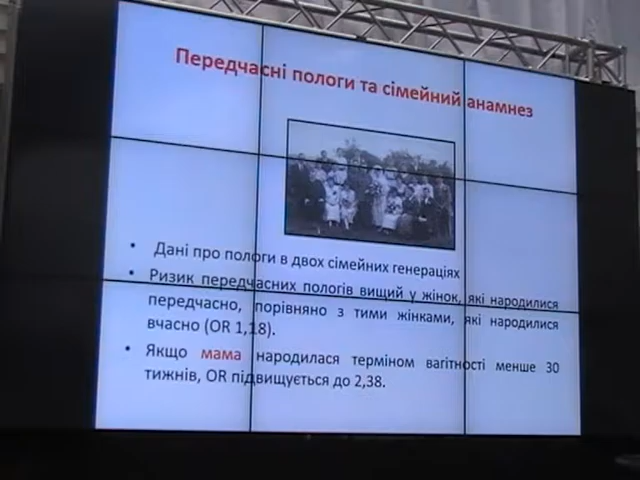 Передчасні пологи та сімейний анамнез
• Дані про пологи в двох сімейних генераціях
• Ризик передчасних пологів вищий у жінок, які народилися
передчасно, порівняно з тими жінками, які народилися
вчасно (OR 1,18).
• Якщо мама народилася терміном вагітності менше 30
тижнів, OR підвищується до 2,38.